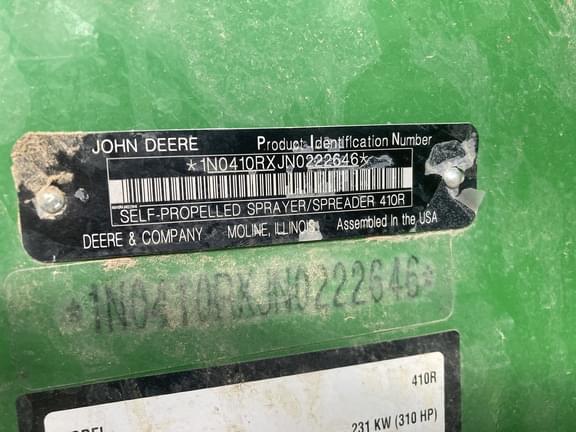 JOHN DEERE Product Identification Number
*1N0410RXJN0222646*
SELF-PROPELLED SPRAYER/SPREADER 410R
DEERE & COMPANY MOLINE, ILLINOIS Assembled In the USA
*1N0410RXJN0222646*
410R
231 KW (310 HP)